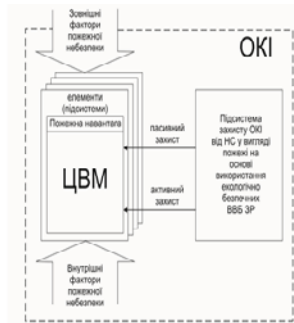 Зовнішні
фактори
пожежної
небезпеки
ОКІ
елементи
(підсистеми)
Пожежна навантага
ЦВМ
пасивний
захист
активний
захист
Підсистема
захисту ОКІ
від НС у вигляді
пожежі на
основі
використання
екологічно
безпечних
ВВБ ЗР
Внутрішні
фактори
пожежної
небезпеки